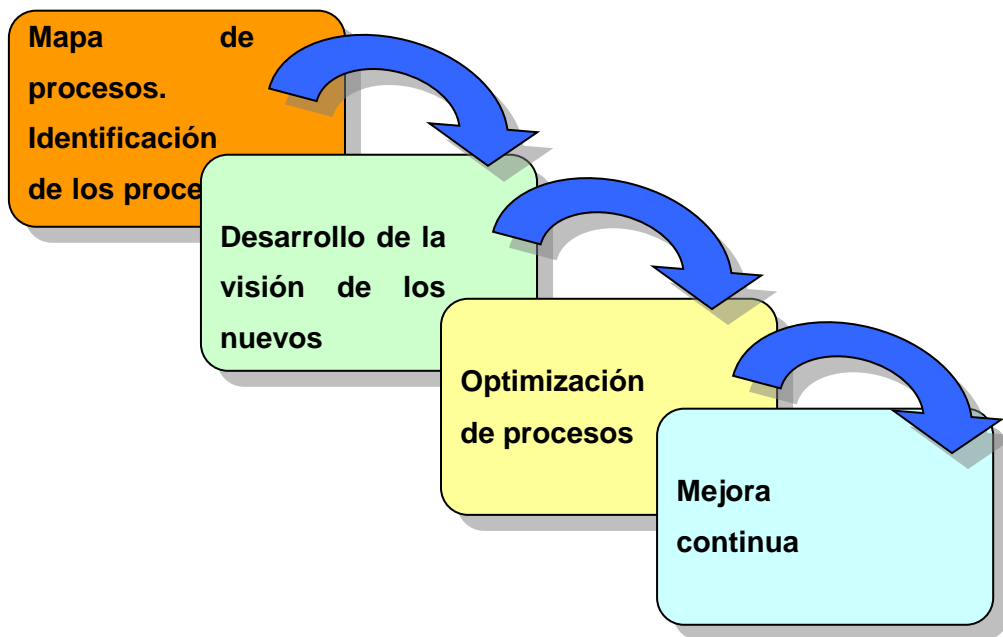 Mapa de
procesos.
Identificación
de los proce
Desarrollo de la
visión de los
nuevos
Optimización
de procesos
Mejora
continua